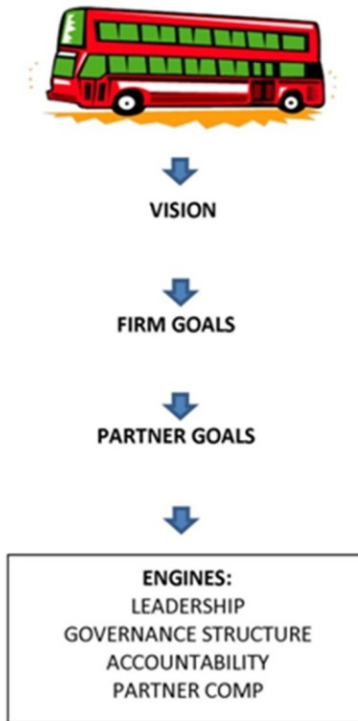 VISION
FIRM GOALS
PARTNER GOALS
ENGINES:
LEADERSHIP
GOVERNANCE STRUCTURE
ACCOUNTABILITY
PARTNER COMP